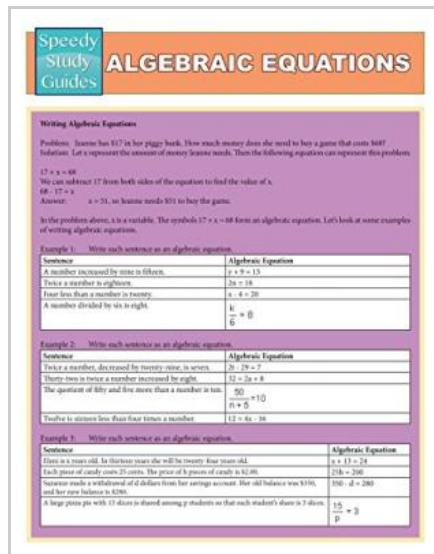 Speedy
Study
Guides
ALGEBRAIC EQUATIONS
Writing Algebraic Equations
Problem: Jeanne has $17 in her piggy bank. How much money does she need to buy a game that costs $68?
Solution: Let x represent the amount of money Jeanne needs. Then the following equation can represent this problem:
17 + x = 68
We can subtract 17 from both sides of the equation to find the value of x.
68 - 17 = x
Answer: x = 51, so Jeanne needs $51 to buy the game.
In the problem above, x is a variable. The symbols 17 + x = 68 form an algebraic equation. Let's look at some examples
of writing algebraic equations.
Example 1: Write each sentence as an algebraic equation.
Sentence Algebraic Equation
A number increased by nine is fifteen. y + 9 = 15
Twice a number is eighteen. 2n = 18
Four less than a number is twenty. x - 4 = 20
A number divided by six is eight. k/6 = 8
Example 2: Write each sentence as an algebraic equation.
Sentence Algebraic Equation
Twice a number, decreased by twenty-nine, is seven. 2t - 29 = 7
Thirty-two is twice a number increased by eight. 32 = 2a + 8
The quotient of fifty and five more than a number is ten. 50/n + 5 =10
Twelve is sixteen less than four times a number. 12 = 4x - 16
Example 3: Write each sentence as an algebraic equation.
Sentence Algebraic Equation
is x years old. In thirteen years she will be twenty-four years old. x + 13 = 24
Each piece of candy costs 25 cents. The price of h pieces of candy is $2.00. 25h = 200
Suzanne made a withdrawal of d dollars from her savings account. Her old balance was $350,
and her new balance is $280. 350 - d = 280
A large pizza pie with 15 slices is shared among p students so that each student's share is 3 slices. 15/p = 3